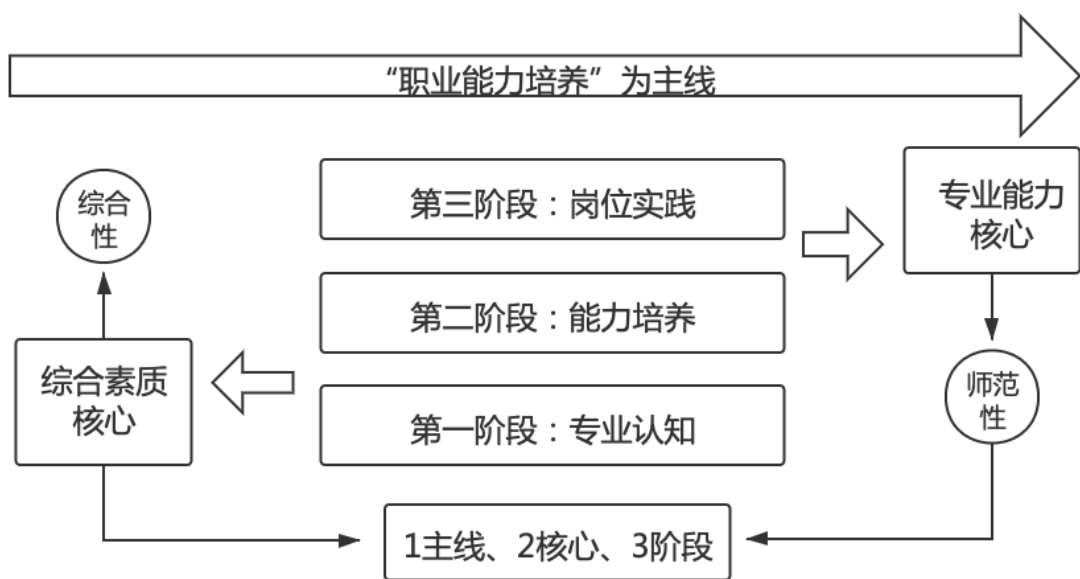 “职业能力培养”为主线
综合
性
第三阶段：岗位实践
专业能力
核心
第二阶段：能力培养
综合素质
核心
师范
性
第一阶段：专业认知
1主线、2核心、3阶段